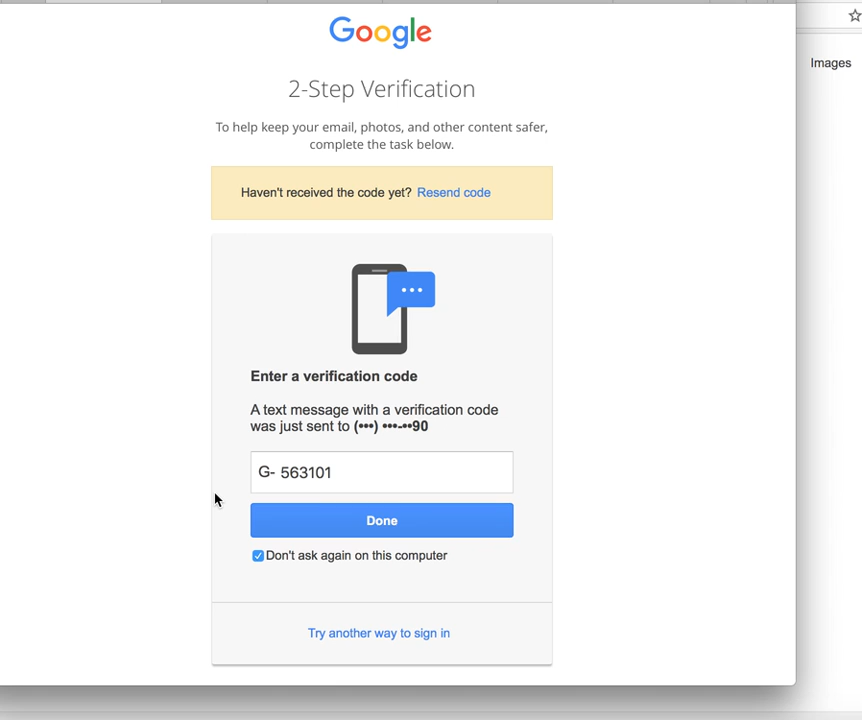 Google
Images
2-Step Verification
To help keep your email, photos, and other content safer,
complete the task below.
Haven't received the code yet? Resend code
Enter a verification code
A text message with a verification code
was just sent to (•••) •••-••90
G- 563101
Done
Don't ask again on this computer
Try another way to sign in